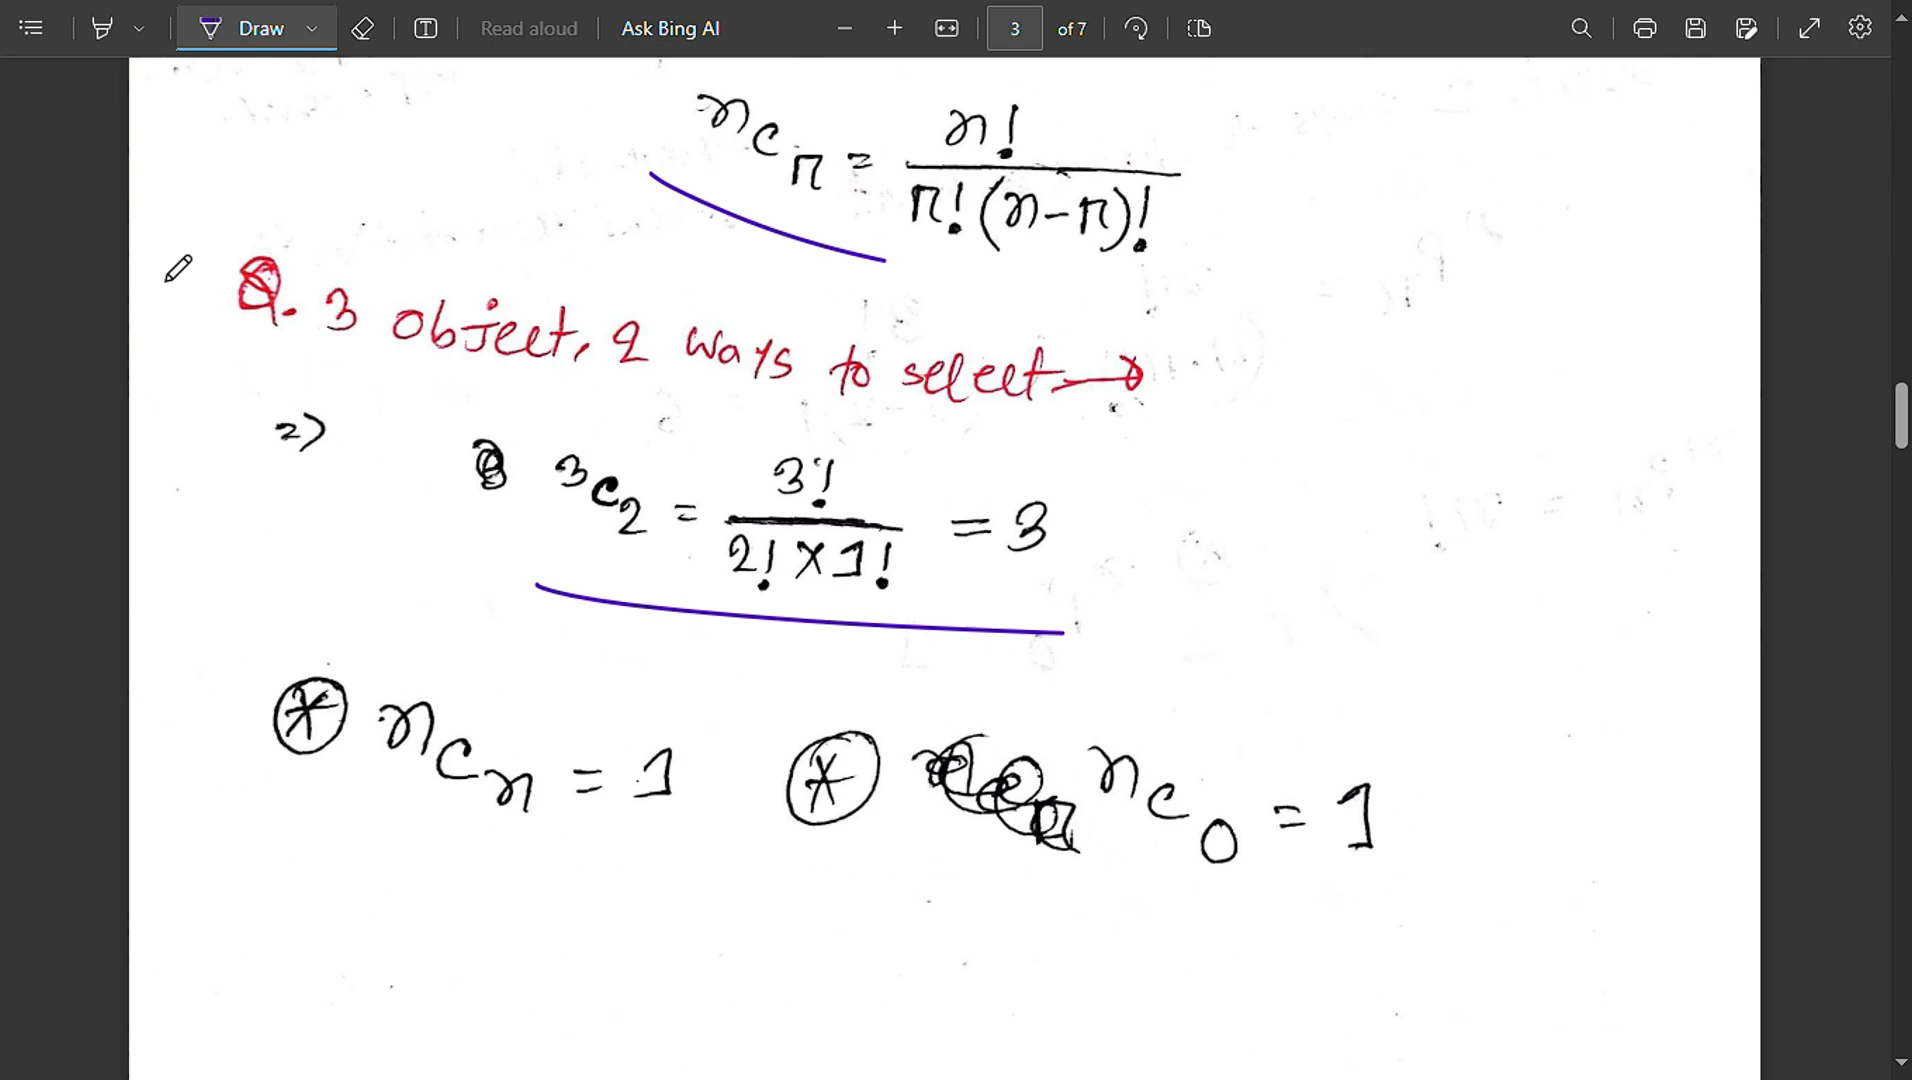 Draw Read aloud Ask Bing AI 3 of 7
ⁿCᵣ = n! / r!(n-r)!
Q. 3 object, 2 ways to select →
=) ³C₂ = 3! / 2! × 1! = 3
* ⁿCₙ = 1 * ⁿC₀ = 1